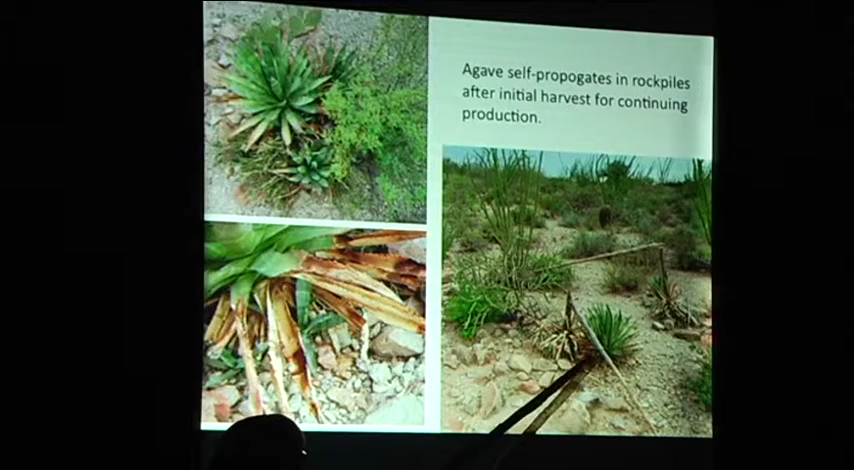 Agave self-propogates in rockpiles
after initial harvest for continuing
production.